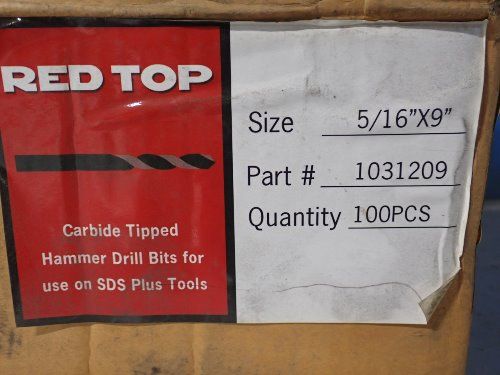 RED TOP
Carbide Tipped
Hammer Drill Bits for
use on SDS Plus Tools
Size 5/16"X9"
Part # 1031209
Quantity 100PCS